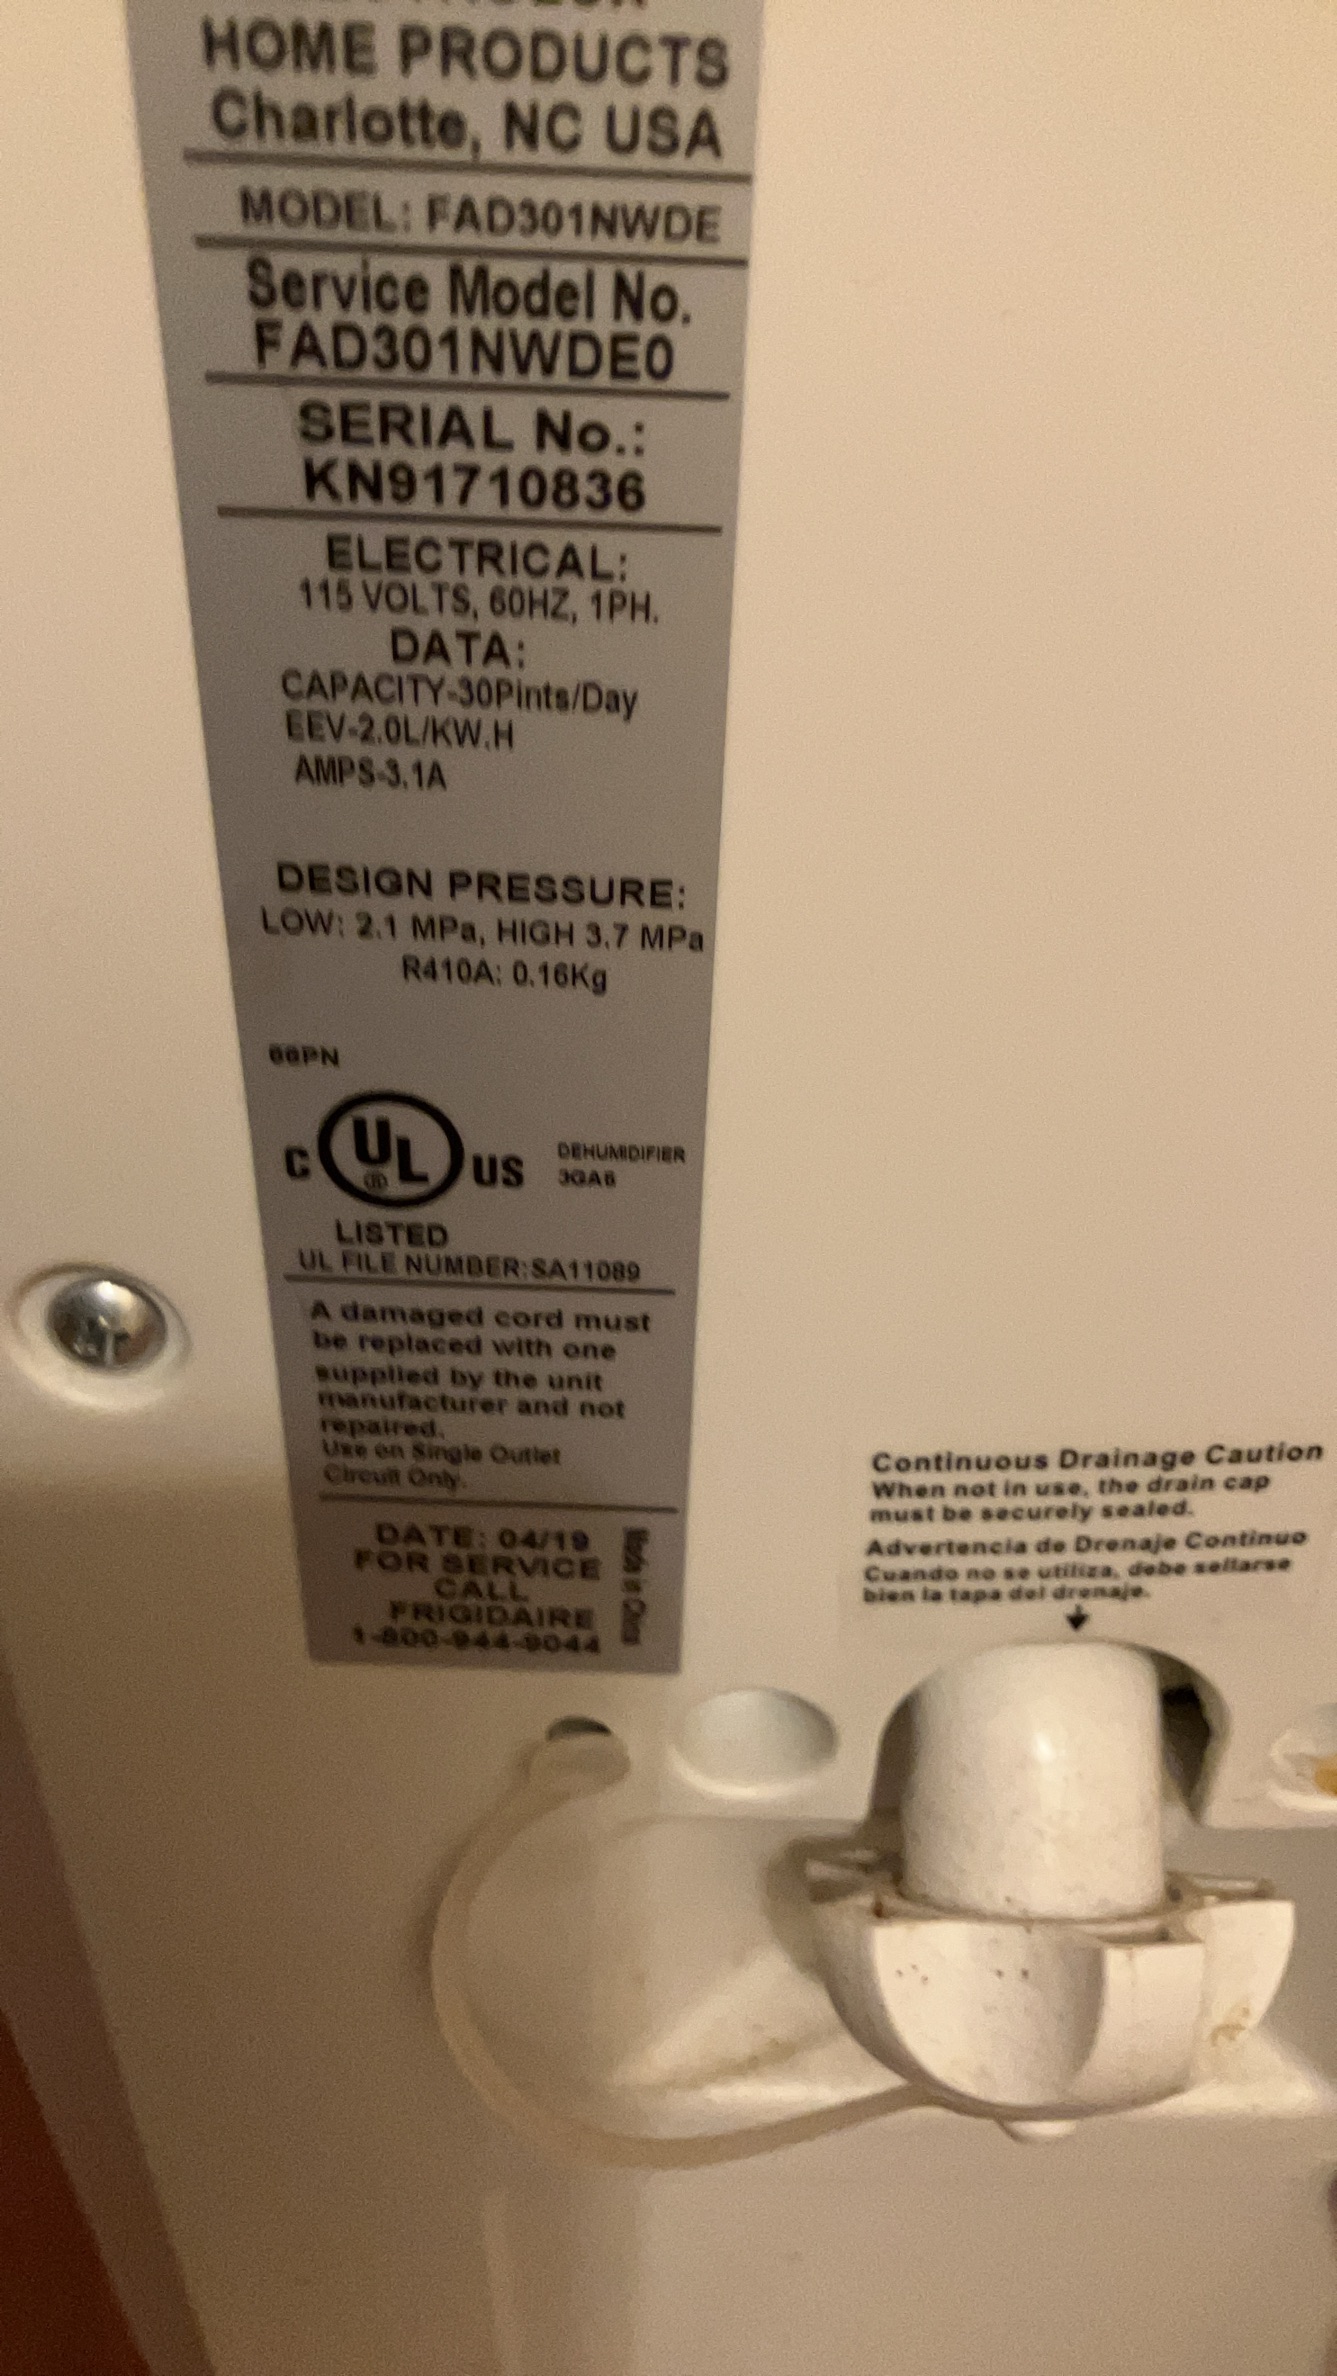 HOME PRODUCTS
Charlotte, NC USA
MODEL: FAD301NWDE
Service Model No.
FAD301NWDE0
SERIAL No.:
KN91710836
ELECTRICAL:
115 VOLTS, 60HZ, 1PH.
DATA:
CAPACITY-30Pints/Day
EEV-2.0L/KW.H
AMPS-3.1A
DESIGN PRESSURE:
LOW: 2.1 MPa, HIGH 3.7 MPa
R410A: 0.16Kg
66PN
C UL ® US
DEHUMIDIFIER
3GA6
LISTED
UL FILE NUMBER:SA11089
A damaged cord must
be replaced with one
supplied by the unit
manufacturer and not
repaired.
Use on Single Outlet
Circuit Only.
DATE: 04/19
FOR SERVICE
CALL
FRIGIDAIRE
1-800-944-9044
Made in China
Continuous Drainage Caution
When not in use, the drain cap
must be securely sealed.
Advertencia de Drenaje Continuo
Cuando no se utiliza, debe sellarse
bien la tapa del drenaje.